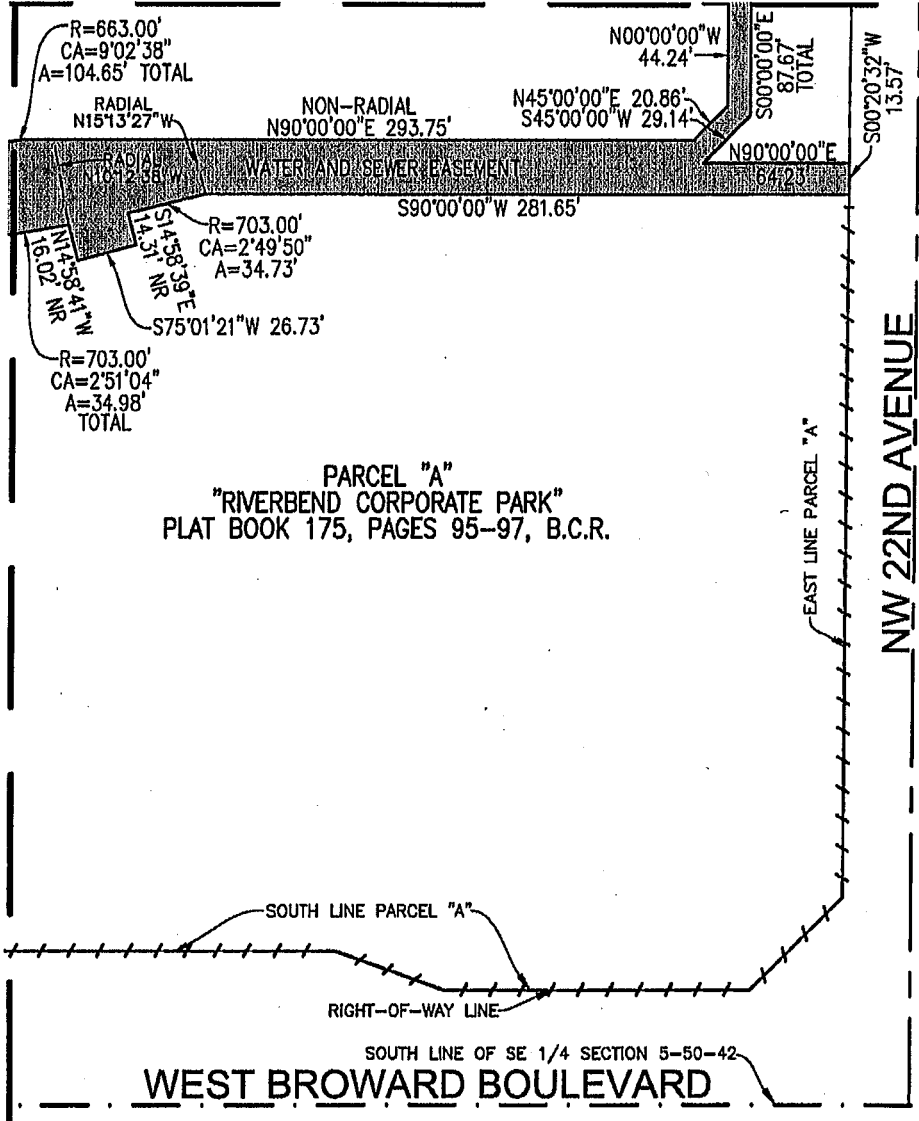 R=663.00'
CA=9°02'38"
A=104.65' TOTAL
RADIAL
N15°13'27"W
RADIAL
N10°12'38"W
NON-RADIAL
N90°00'00"E 293.75'
WATER AND SEWER EASEMENT
S90°00'00"W 281.65'
N00°00'00"W
44.24'
N45°00'00"E 20.86'
S45°00'00"W 29.14'
S00°00'00"E
87.67'
TOTAL
N90°00'00"E
64.23'
S00°20'32"W
13.57'
R=703.00'
CA=2°49'50"
A=34.73'
S14°58'39"E
14.31' NR
N14°58'41"W
16.02' NR
S75°01'21"W 26.73'
R=703.00'
CA=2°51'04"
A=34.98'
TOTAL
PARCEL "A"
"RIVERBEND CORPORATE PARK"
PLAT BOOK 175, PAGES 95-97, B.C.R.
EAST LINE PARCEL "A"
NW 22ND AVENUE
SOUTH LINE PARCEL "A"
RIGHT-OF-WAY LINE
SOUTH LINE OF SE 1/4 SECTION 5-50-42
WEST BROWARD BOULEVARD